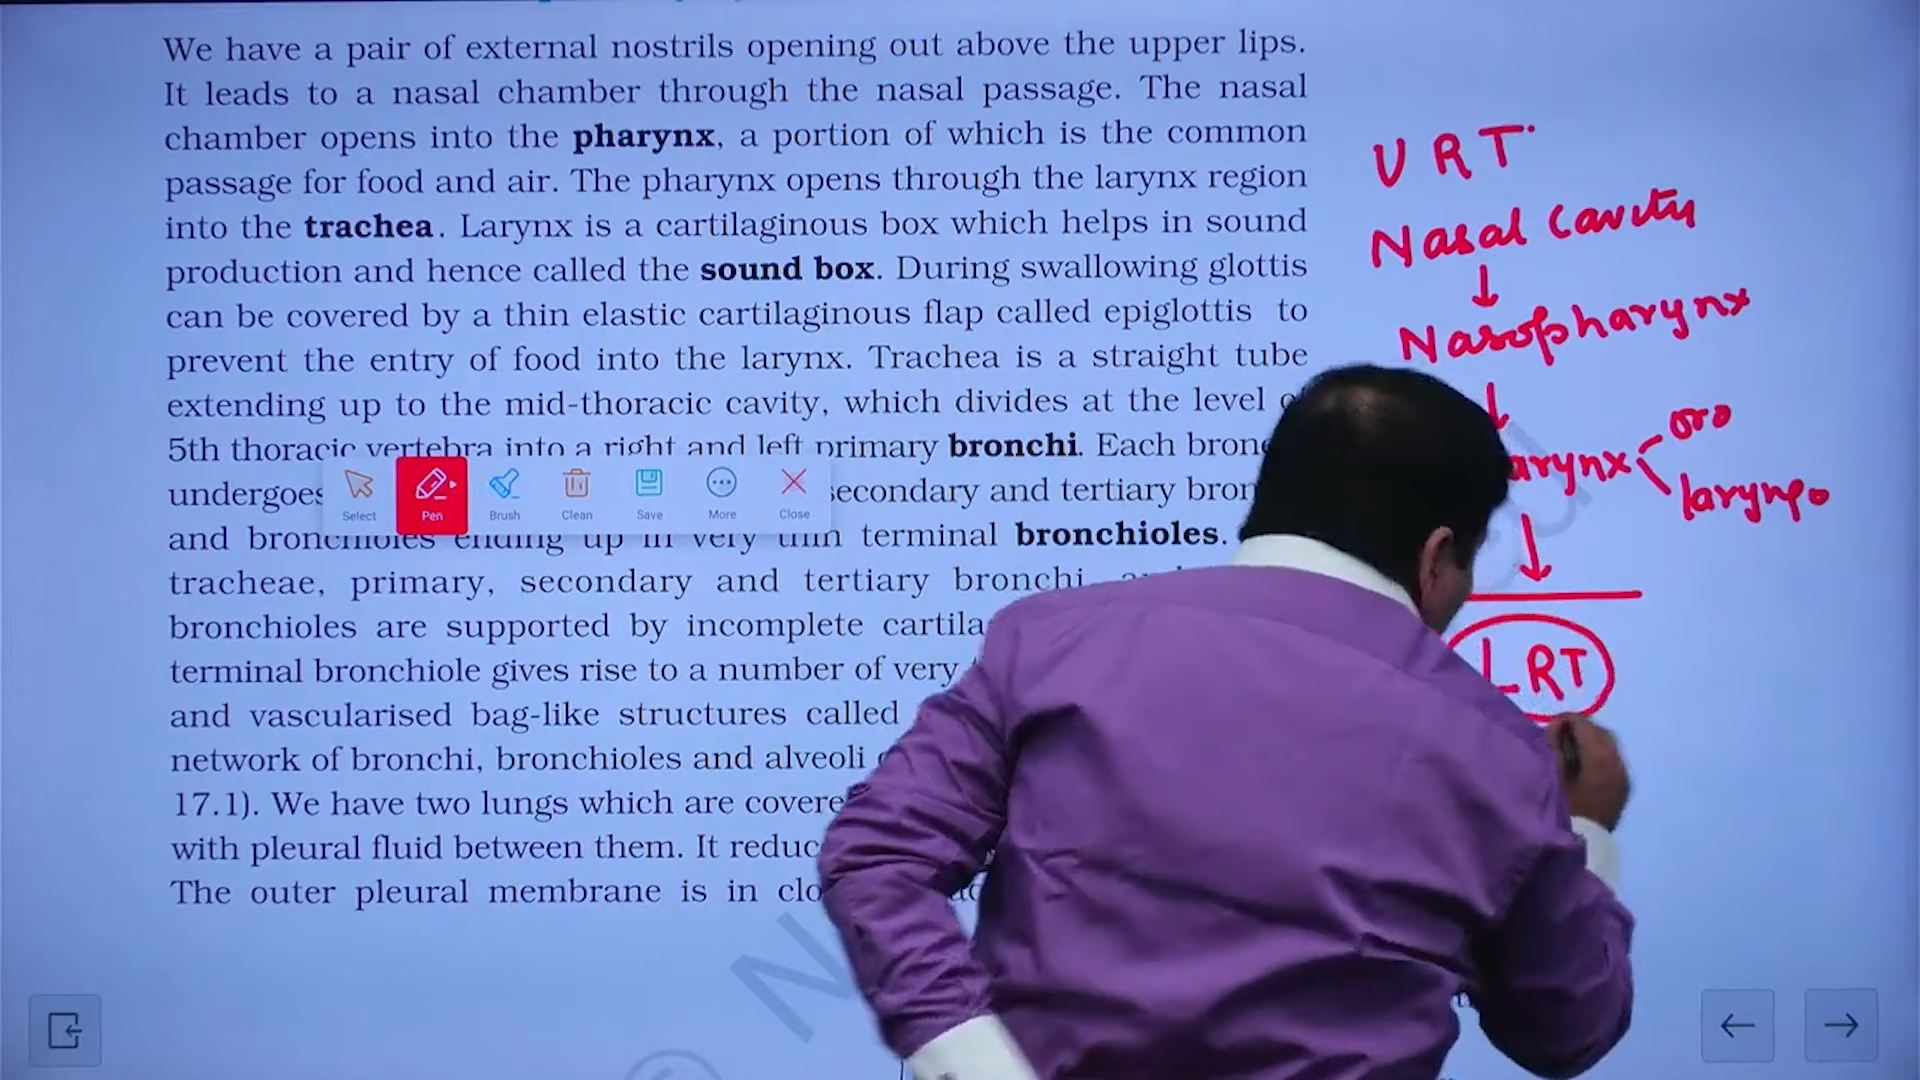 We have a pair of external nostrils opening out above the upper lips.
It leads to a nasal chamber through the nasal passage. The nasal
chamber opens into the pharynx, a portion of which is the common
passage for food and air. The pharynx opens through the larynx region
into the trachea. Larynx is a cartilaginous box which helps in sound
production and hence called the sound box. During swallowing glottis
can be covered by a thin elastic cartilaginous flap called epiglottis to
prevent the entry of food into the larynx. Trachea is a straight tube
extending up to the mid-thoracic cavity, which divides at the level
5th thoracic vertebra into a right and left primary bronchi. Each
undergoes secondary and tertiary
and bronchioles ending up in very thin terminal bronchioles.
tracheae, primary, secondary and tertiary bronchi
bronchioles are supported by incomplete
terminal bronchiole gives rise to a number of very
and vascularised bag-like structures called
network of bronchi, bronchioles and alveoli
17.1). We have two lungs which are
with pleural fluid between them. It
The outer pleural membrane is in
Select
Pen
Brush
Clean
Save
More
Close
URT
Nasal Cavity
↓
Nasopharynx
↓
arynx
oro
laryngo
↓
LRT